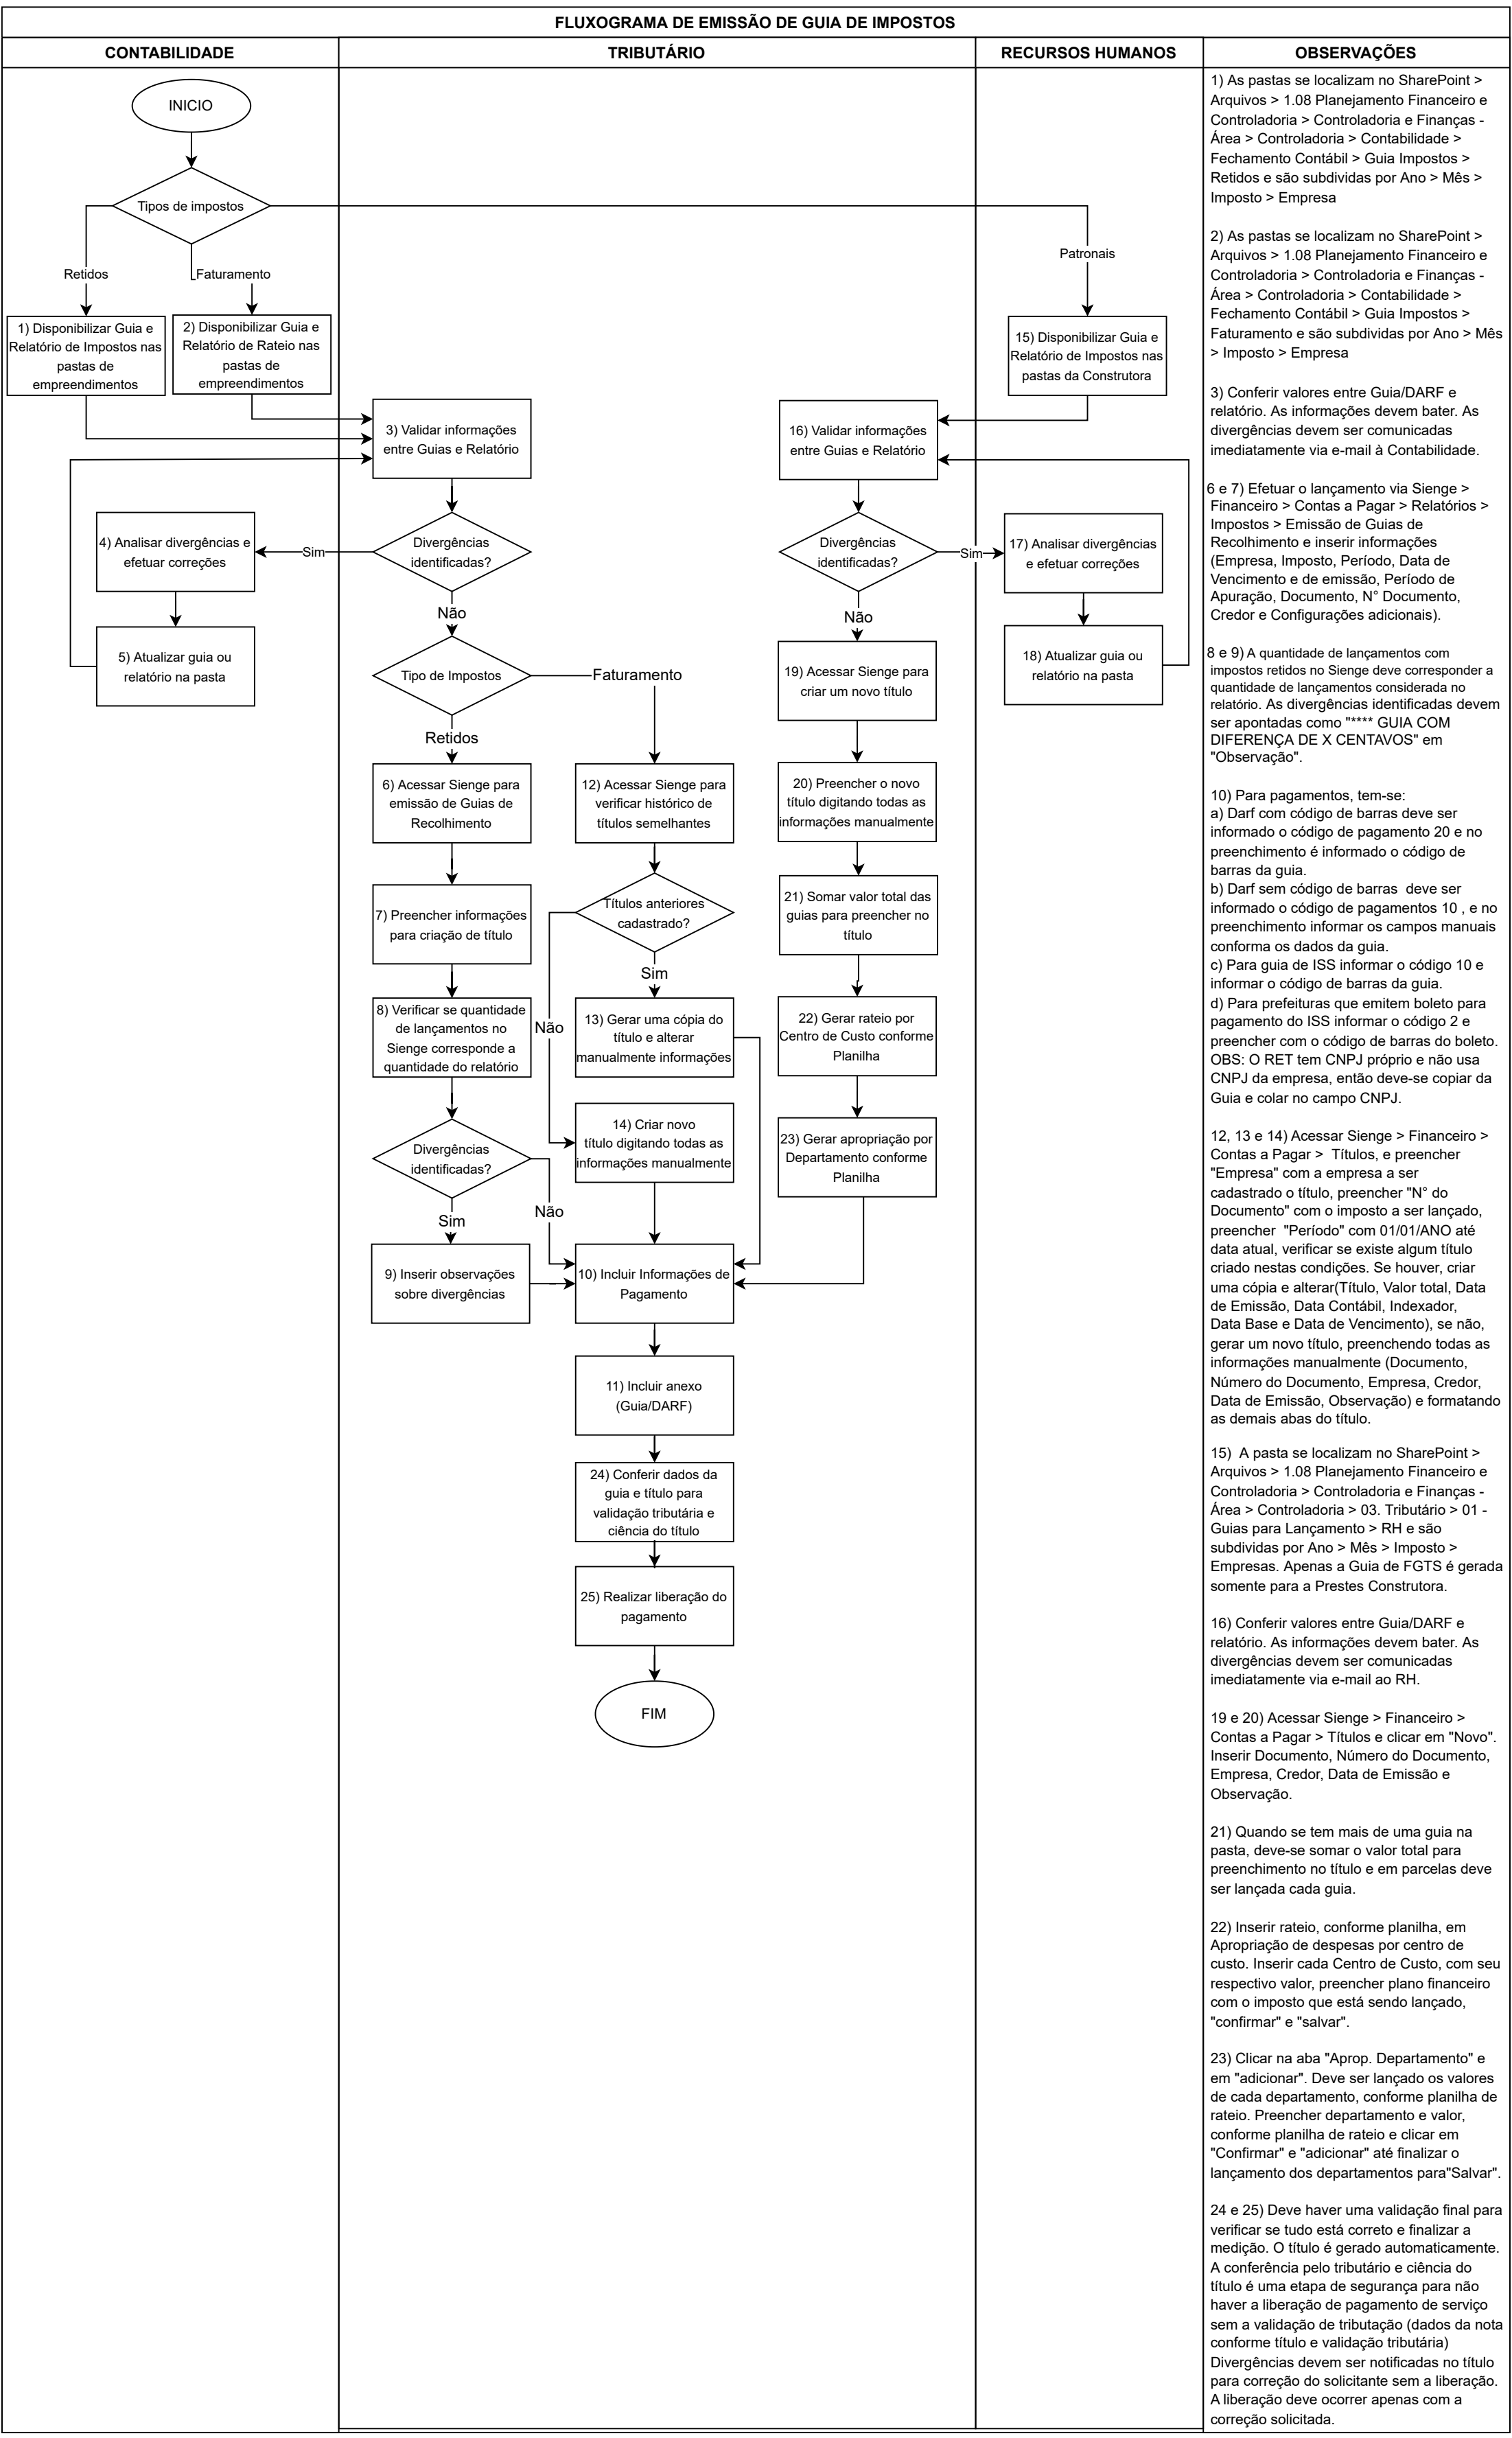 FLUXOGRAMA DE EMISSÃO DE GUIA DE IMPOSTOS
CONTABILIDADE
TRIBUTÁRIO
RECURSOS HUMANOS
OBSERVAÇÕES
INICIO
Tipos de impostos
Retidos
Faturamento
Patronais
1) Disponibilizar Guia e
Relatório de Impostos nas
pastas de
empreendimentos
2) Disponibilizar Guia e
Relatório de Rateio nas
pastas de
empreendimentos
15) Disponibilizar Guia e
Relatório de Impostos nas
pastas da Construtora
3) Validar informações
entre Guias e Relatório
16) Validar informações
entre Guias e Relatório
4) Analisar divergências e
efetuar correções
Sim
Divergências
identificadas?
Divergências
identificadas?
Sim
17) Analisar divergências
e efetuar correções
Não
Não
5) Atualizar guia ou
relatório na pasta
Tipo de Impostos
Faturamento
19) Acessar Sienge para
criar um novo título
18) Atualizar guia ou
relatório na pasta
Retidos
6) Acessar Sienge para
emissão de Guias de
Recolhimento
12) Acessar Sienge para
verificar histórico de
títulos semelhantes
20) Preencher o novo
título digitando todas as
informações manualmente
7) Preencher informações
para criação de título
Títulos anteriores
cadastrado?
21) Somar valor total das
guias para preencher no
título
Sim
8) Verificar se quantidade
de lançamentos no
Sienge corresponde a
quantidade do relatório
Não
13) Gerar uma cópia do
título e alterar
manualmente informações
22) Gerar rateio por
Centro de Custo conforme
Planilha
Divergências
identificadas?
14) Criar novo
título digitando todas as
informações manualmente
23) Gerar apropriação por
Departamento conforme
Planilha
Sim
Não
9) Inserir observações
sobre divergências
10) Incluir Informações de
Pagamento
11) Incluir anexo
(Guia/DARF)
24) Conferir dados da
guia e título para
validação tributária e
ciência do título
25) Realizar liberação do
pagamento
FIM
1) As pastas se localizam no SharePoint >
Arquivos > 1.08 Planejamento Financeiro e
Controladoria > Controladoria e Finanças -
Área > Controladoria > Contabilidade >
Fechamento Contábil > Guia Impostos >
Retidos e são subdividas por Ano > Mês >
Imposto > Empresa
2) As pastas se localizam no SharePoint >
Arquivos > 1.08 Planejamento Financeiro e
Controladoria > Controladoria e Finanças -
Área > Controladoria > Contabilidade >
Fechamento Contábil > Guia Impostos >
Faturamento e são subdividas por Ano > Mês
> Imposto > Empresa
3) Conferir valores entre Guia/DARF e
relatório. As informações devem bater. As
divergências devem ser comunicadas
imediatamente via e-mail à Contabilidade.
6 e 7) Efetuar o lançamento via Sienge >
Financeiro > Contas a Pagar > Relatórios >
Impostos > Emissão de Guias de
Recolhimento e inserir informações
(Empresa, Imposto, Período, Data de
Vencimento e de emissão, Período de
Apuração, Documento, N° Documento,
Credor e Configurações adicionais).
8 e 9) A quantidade de lançamentos com
impostos retidos no Sienge deve corresponder a
quantidade de lançamentos considerada no
relatório. As divergências identificadas devem
ser apontadas como "**** GUIA COM
DIFERENÇA DE X CENTAVOS" em
"Observação".
10) Para pagamentos, tem-se:
a) Darf com código de barras deve ser
informado o código de pagamento 20 e no
preenchimento é informado o código de
barras da guia.
b) Darf sem código de barras deve ser
informado o código de pagamentos 10 , e no
preenchimento informar os campos manuais
conforma os dados da guia.
c) Para guia de ISS informar o código 10 e
informar o código de barras da guia.
d) Para prefeituras que emitem boleto para
pagamento do ISS informar o código 2 e
preencher com o código de barras do boleto.
OBS: O RET tem CNPJ próprio e não usa
CNPJ da empresa, então deve-se copiar da
Guia e colar no campo CNPJ.
12, 13 e 14) Acessar Sienge > Financeiro >
Contas a Pagar > Títulos, e preencher
"Empresa" com a empresa a ser
cadastrado o título, preencher "N° do
Documento" com o imposto a ser lançado,
preencher "Período" com 01/01/ANO até
data atual, verificar se existe algum título
criado nestas condições. Se houver, criar
uma cópia e alterar(Título, Valor total, Data
de Emissão, Data Contábil, Indexador,
Data Base e Data de Vencimento), se não,
gerar um novo título, preenchendo todas as
informações manualmente (Documento,
Número do Documento, Empresa, Credor,
Data de Emissão, Observação) e formatando
as demais abas do título.
15) A pasta se localizam no SharePoint >
Arquivos > 1.08 Planejamento Financeiro e
Controladoria > Controladoria e Finanças -
Área > Controladoria > 03. Tributário > 01 -
Guias para Lançamento > RH e são
subdividas por Ano > Mês > Imposto >
Empresas. Apenas a Guia de FGTS é gerada
somente para a Prestes Construtora.
16) Conferir valores entre Guia/DARF e
relatório. As informações devem bater. As
divergências devem ser comunicadas
imediatamente via e-mail ao RH.
19 e 20) Acessar Sienge > Financeiro >
Contas a Pagar > Títulos e clicar em "Novo".
Inserir Documento, Número do Documento,
Empresa, Credor, Data de Emissão e
Observação.
21) Quando se tem mais de uma guia na
pasta, deve-se somar o valor total para
preenchimento no título e em parcelas deve
ser lançada cada guia.
22) Inserir rateio, conforme planilha, em
Apropriação de despesas por centro de
custo. Inserir cada Centro de Custo, com seu
respectivo valor, preencher plano financeiro
com o imposto que está sendo lançado,
"confirmar" e "salvar".
23) Clicar na aba "Aprop. Departamento" e
em "adicionar". Deve ser lançado os valores
de cada departamento, conforme planilha de
rateio. Preencher departamento e valor,
conforme planilha de rateio e clicar em
"Confirmar" e "adicionar" até finalizar o
lançamento dos departamentos para"Salvar".
24 e 25) Deve haver uma validação final para
verificar se tudo está correto e finalizar a
medição. O título é gerado automaticamente.
A conferência pelo tributário e ciência do
título é uma etapa de segurança para não
haver a liberação de pagamento de serviço
sem a validação de tributação (dados da nota
conforme título e validação tributária)
Divergências devem ser notificadas no título
para correção do solicitante sem a liberação.
A liberação deve ocorrer apenas com a
correção solicitada.